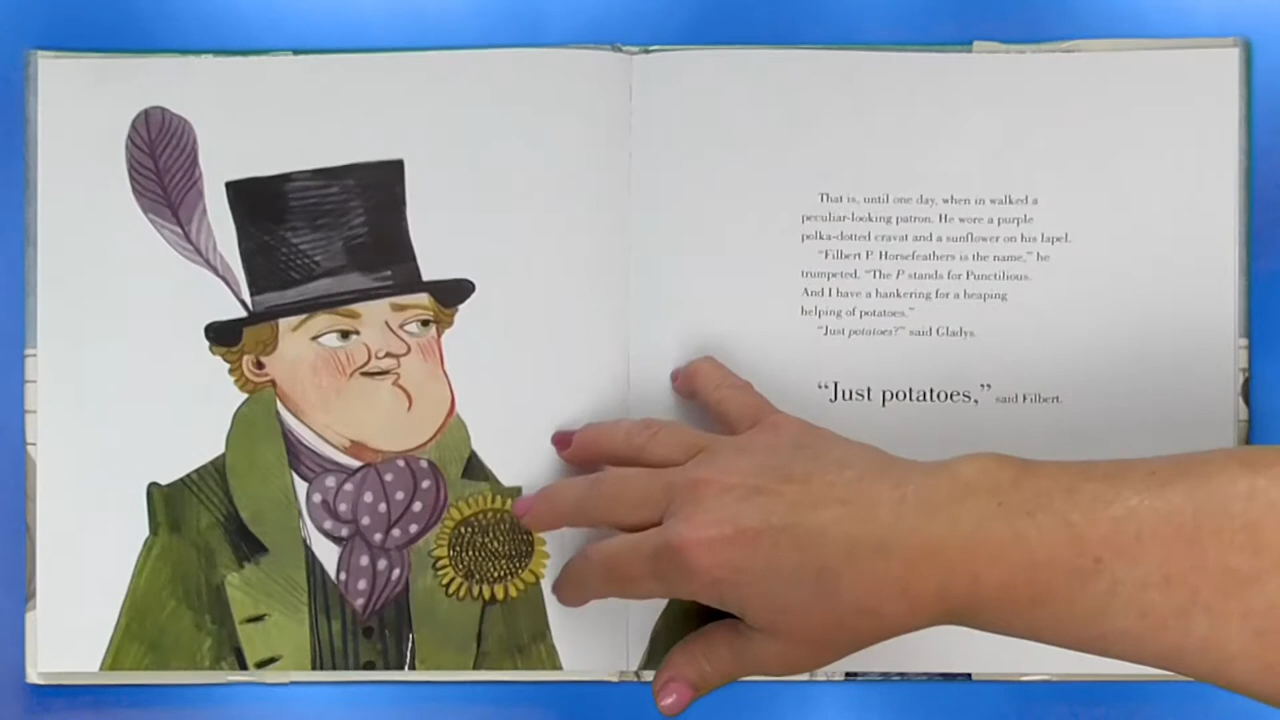 That is, until one day, when in walked a
peculiar-looking patron. He wore a purple
polka-dotted cravat and a sunflower on his lapel.
“Filbert P. Horsefeathers is the name,” he
trumpeted. “The P stands for Punctilious.
And I have a hankering for a heaping
helping of potatoes.”
“Just potatoes?” said Gladys.
“Just potatoes,” said Filbert.